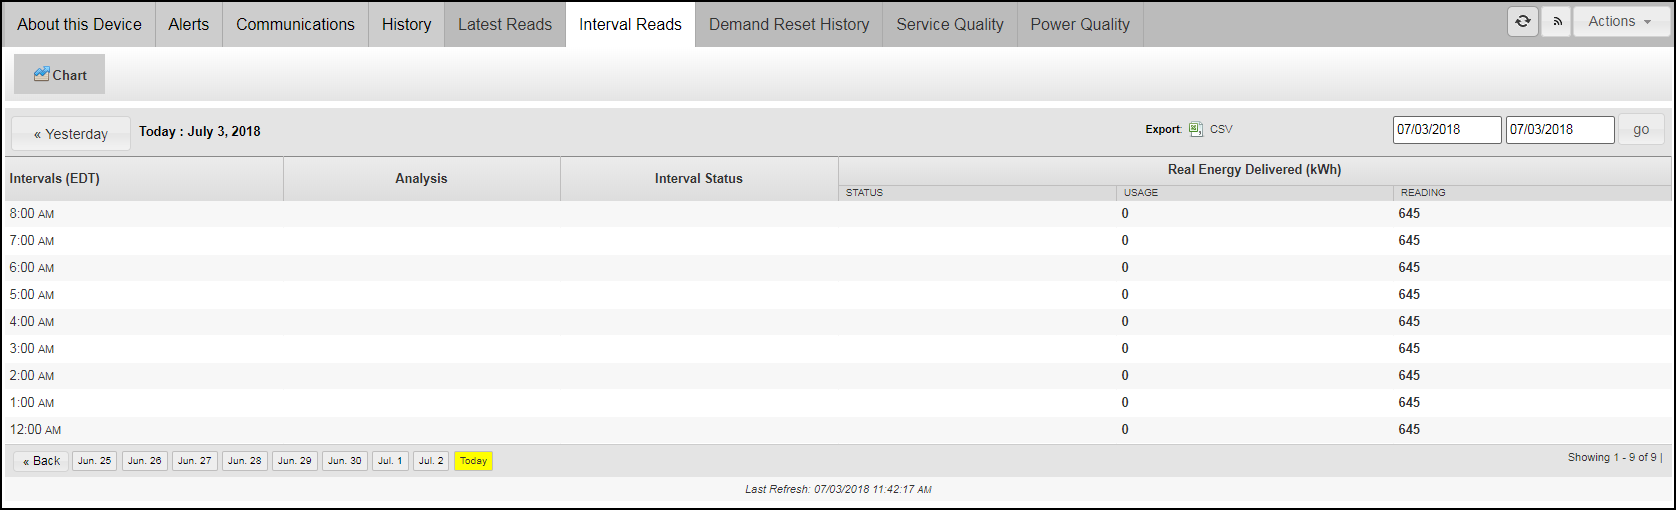 About this Device Alerts Communications History Latest Reads Interval Reads Demand Reset History Service Quality Power Quality Actions
Chart
« Yesterday Today : July 3, 2018 Export: CSV 07/03/2018 07/03/2018 go
Intervals (EDT) Analysis Interval Status Real Energy Delivered (kWh)
STATUS USAGE READING
8:00 AM 0 645
7:00 AM 0 645
6:00 AM 0 645
5:00 AM 0 645
4:00 AM 0 645
3:00 AM 0 645
2:00 AM 0 645
1:00 AM 0 645
12:00 AM 0 645
« Back Jun. 25 Jun. 26 Jun. 27 Jun. 28 Jun. 29 Jun. 30 Jul. 1 Jul. 2 Today Showing 1 - 9 of 9 |
Last Refresh: 07/03/2018 11:42:17 AM